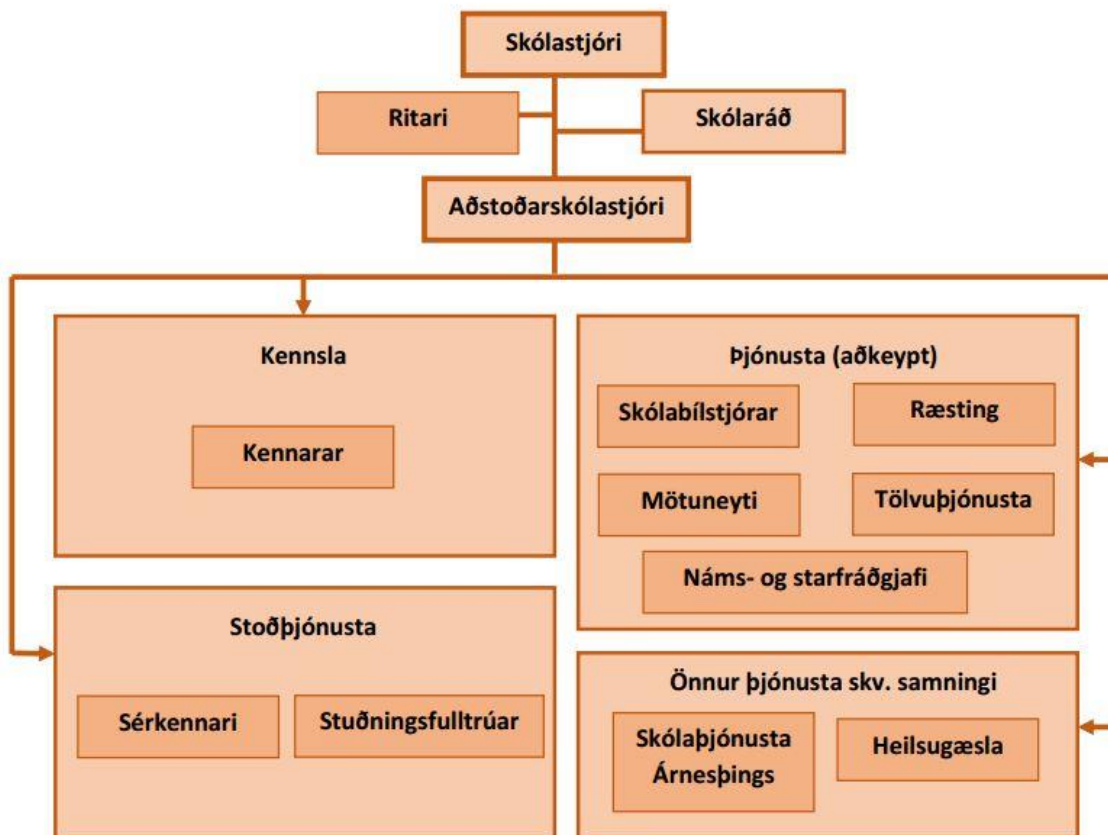 Skólastjóri
Ritari
Skólaráð
Aðstoðarskólastjóri
Kennsla
Kennarar
Þjónusta (aðkeypt)
Skólabílstjórar
Ræsting
Mötuneyti
Tölvuþjónusta
Náms- og starfráðgjafi
Stoðþjónusta
Sérkennari
Stuðningsfulltrúar
Önnur þjónusta skv. samningi
Skólaþjónusta
Árnesþings
Heilsugæsla